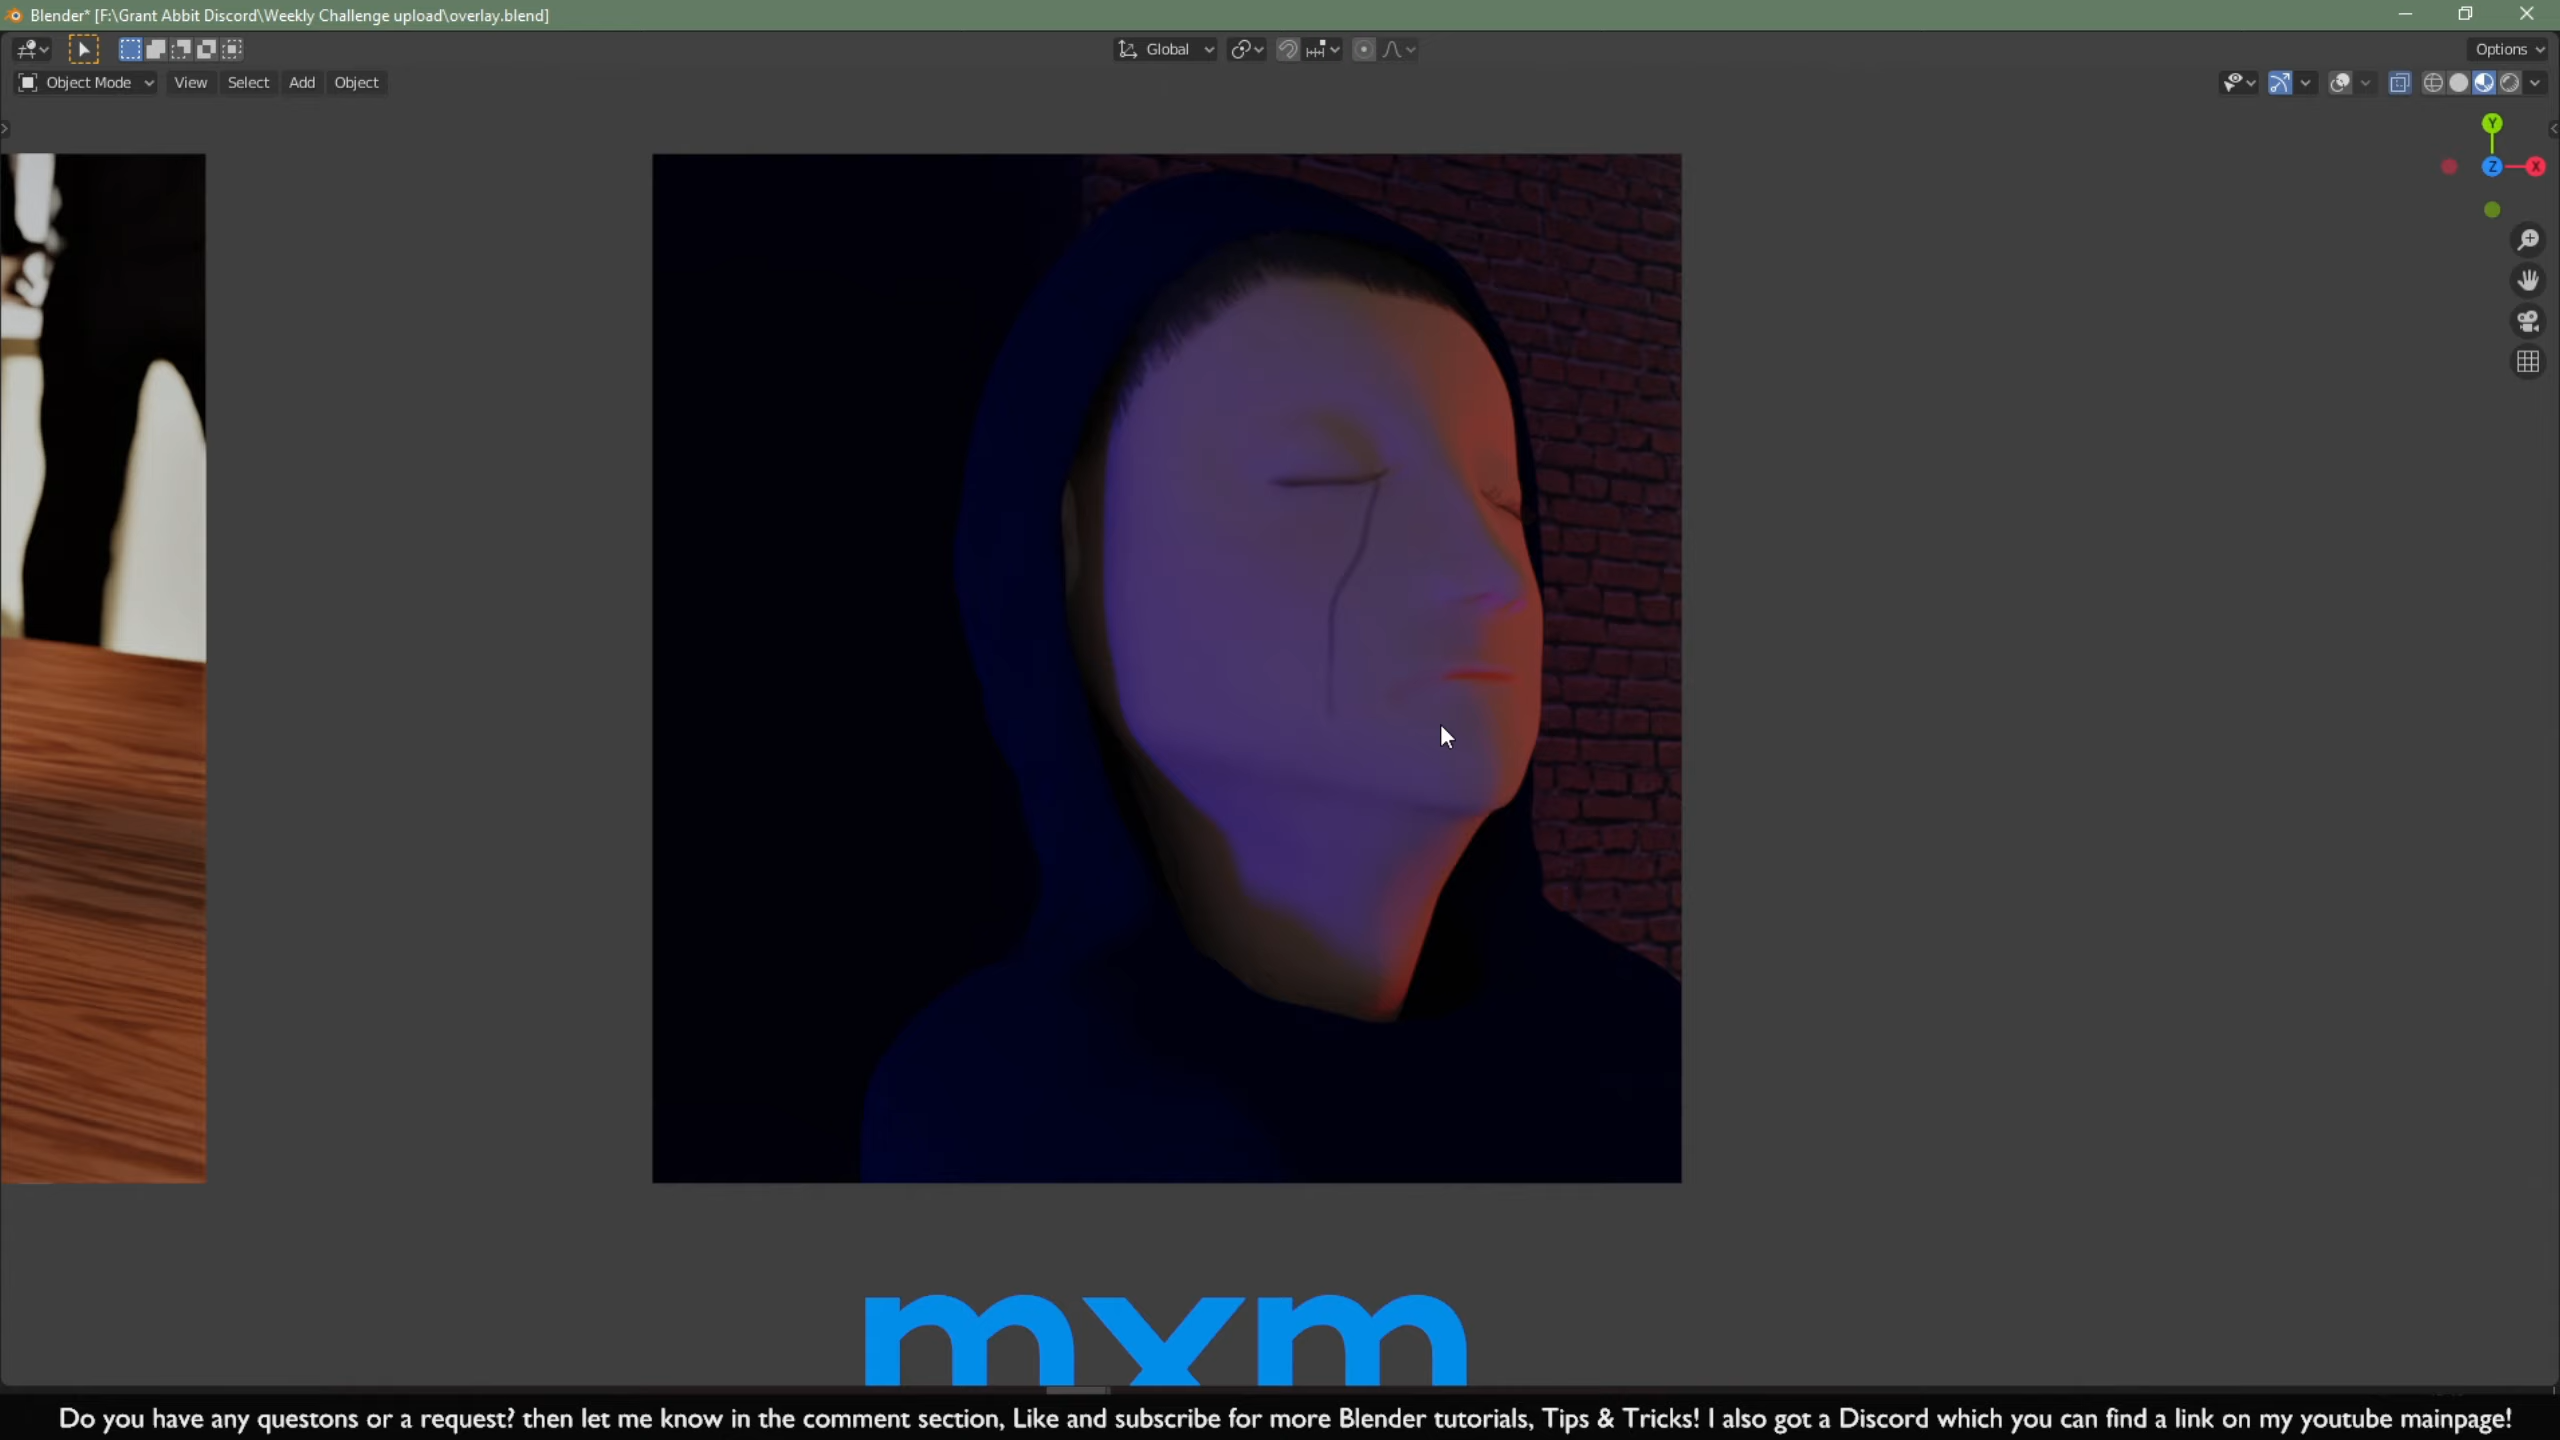 Blender* [F:\Grant Abbit Discord\Weekly Challenge upload\overlay.blend]
Global
Options
Object Mode View Select Add Object
Y
Z X
mxm
Do you have any questons or a request? then let me know in the comment section, Like and subscribe for more Blender tutorials, Tips & Tricks! I also got a Discord which you can find a link on my youtube mainpage!